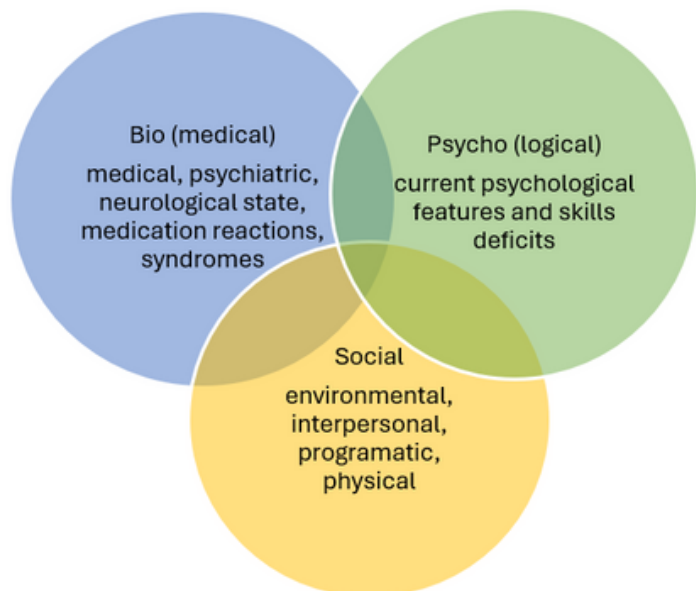 Bio (medical)
medical, psychiatric,
neurological state,
medication reactions,
syndromes
Psycho (logical)
current psychological
features and skills
deficits
Social
environmental,
interpersonal,
programatic,
physical